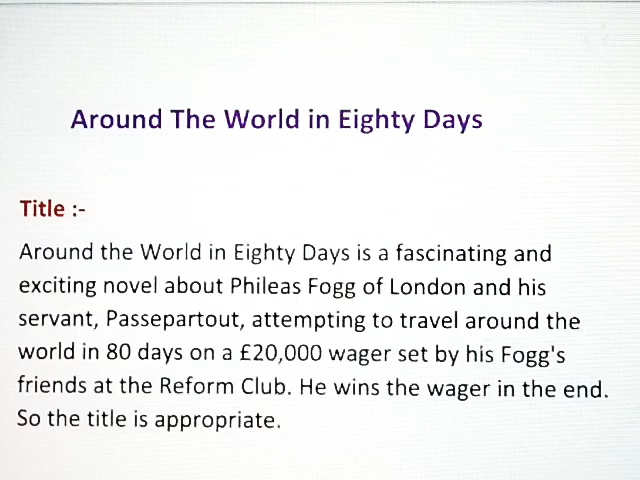 Around The World in Eighty Days
Title :-
Around the World in Eighty Days is a fascinating and
exciting novel about Phileas Fogg of London and his
servant, Passepartout, attempting to travel around the
world in 80 days on a £20,000 wager set by his Fogg's
friends at the Reform Club. He wins the wager in the end.
So the title is appropriate.